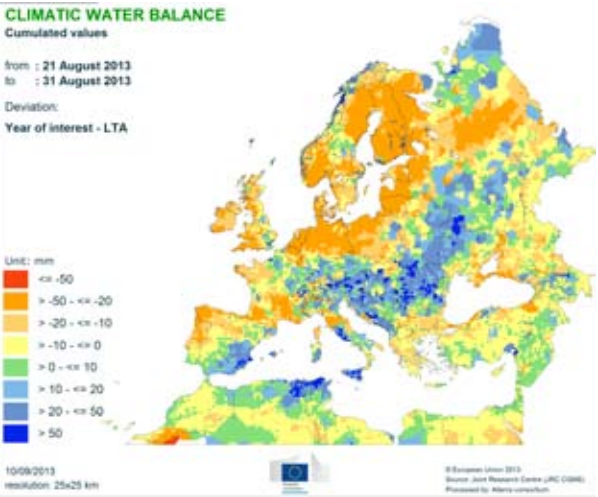 CLIMATIC WATER BALANCE
Cumulated values
from : 21 August 2013
to : 31 August 2013
Deviation:
Year of interest - LTA
Unit: mm
<= -50
> -50 - <= -20
> -20 - <= -10
> -10 - <= 0
> 0 - <= 10
> 10 - <= 20
> 20 - <= 50
> 50
10/09/2013
resolution: 25x25 km
© European Union 2013
Source: Joint Research Centre (JRC CGMS)
Processed by: Alterra consortium